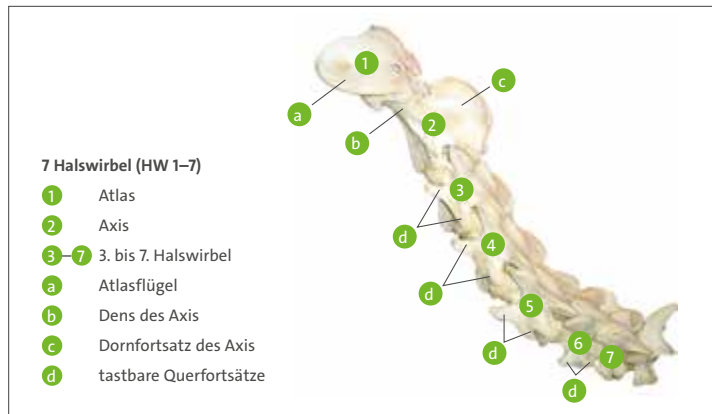 7 Halswirbel (HW 1–7)
1 Atlas
2 Axis
3–7 3. bis 7. Halswirbel
a Atlasflügel
b Dens des Axis
c Dornfortsatz des Axis
d tastbare Querfortsätze
1
c
a
2
b
3
d
4
d
5
6
7
d
d